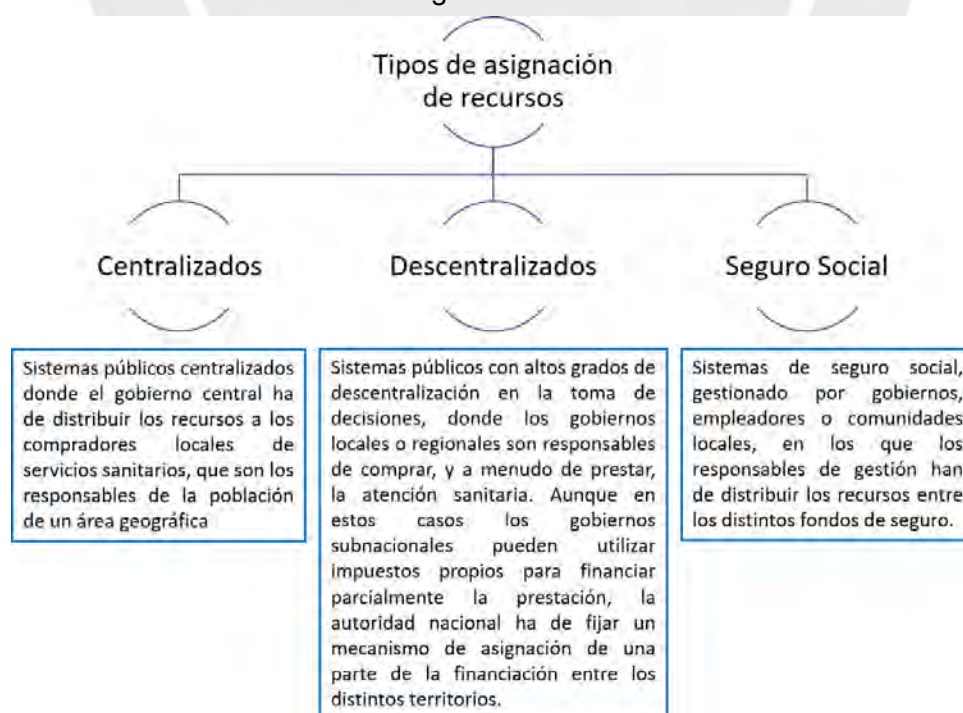 Tipos de asignación
de recursos
Centralizados
Descentralizados
Seguro Social
Sistemas públicos centralizados
donde el gobierno central ha
de distribuir los recursos a los
compradores locales de
servicios sanitarios, que son los
responsables de la población
de un área geográfica
Sistemas públicos con altos grados de
descentralización en la toma de
decisiones, donde los gobiernos
locales o regionales son responsables
de comprar, y a menudo de prestar,
la atención sanitaria. Aunque en
estos casos los gobiernos
subnacionales pueden utilizar
impuestos propios para financiar
parcialmente la prestación, la
autoridad nacional ha de fijar un
mecanismo de asignación de una
parte de la financiación entre los
distintos territorios.
Sistemas de seguro social,
gestionado por gobiernos,
empleadores o comunidades
locales, en los que los
responsables de gestión han
de distribuir los recursos entre
los distintos fondos de seguro.